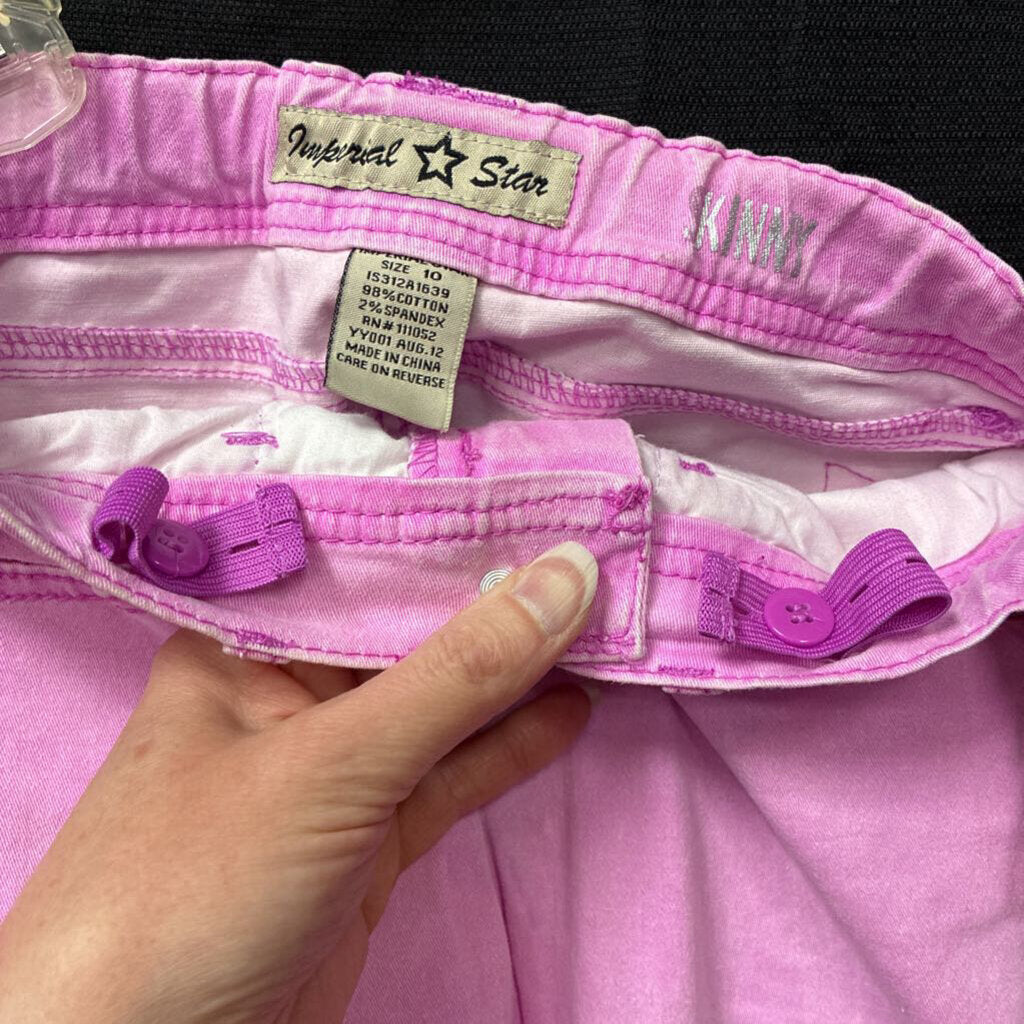 Imperial Star
SKINNY
SIZE 10
IS312A1639
98%COTTON
2%SPANDEX
RN#111052
YY001 AUG.12
MADE IN CHINA
CARE ON REVERSE